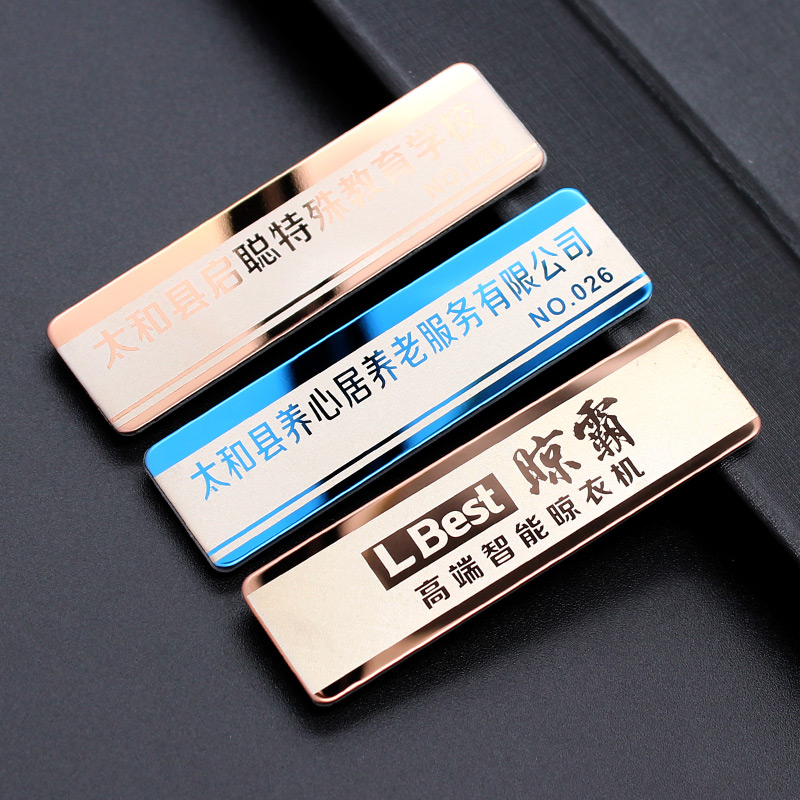 太和县启聪特殊教育学校
太和县养心居养老服务有限公司
NO.026
L Best 晾霸
高端智能晾衣机